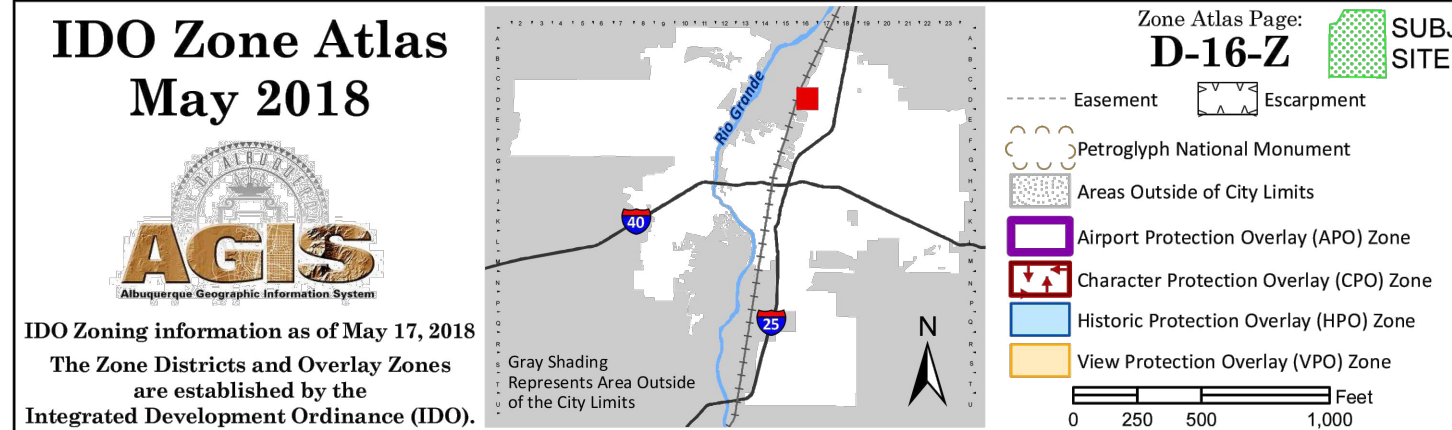 IDO Zone Atlas
May 2018
AGIS
Albuquerque Geographic Information System
IDO Zoning information as of May 17, 2018
The Zone Districts and Overlay Zones
are established by the
Integrated Development Ordinance (IDO).
Rio Grande
40
25
N
Gray Shading
Represents Area Outside
of the City Limits
Zone Atlas Page:
D-16-Z
SUBJ
SITE
Easement
Escarpment
Petroglyph National Monument
Areas Outside of City Limits
Airport Protection Overlay (APO) Zone
Character Protection Overlay (CPO) Zone
Historic Protection Overlay (HPO) Zone
View Protection Overlay (VPO) Zone
Feet
0 250 500 1,000